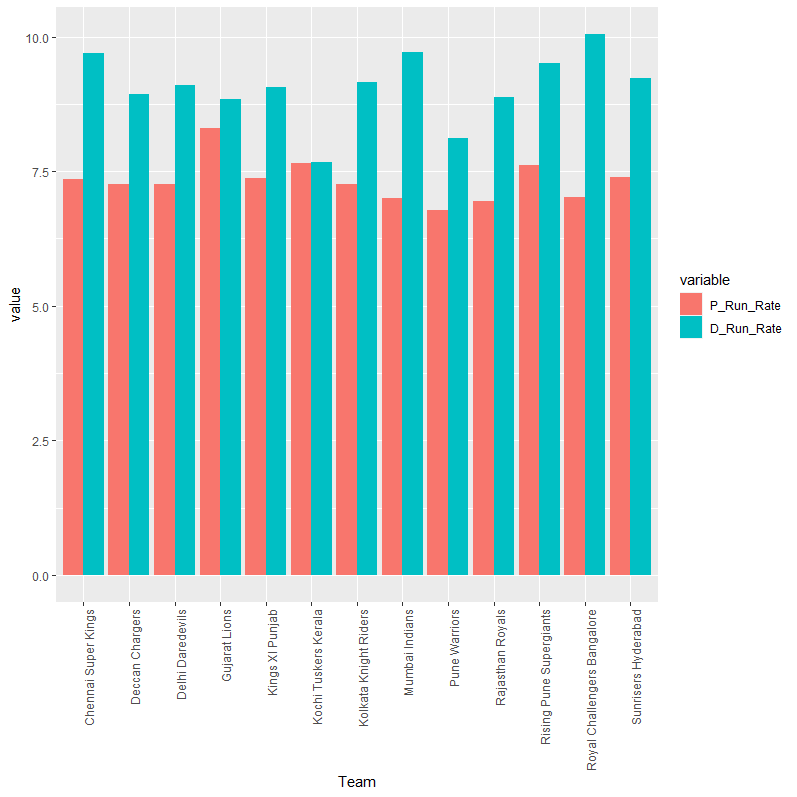 10.0
7.5
5.0
2.5
0.0
value
Chennai Super Kings
Deccan Chargers
Delhi Daredevils
Gujarat Lions
Kings XI Punjab
Kochi Tuskers Kerala
Kolkata Knight Riders
Mumbai Indians
Pune Warriors
Rajasthan Royals
Rising Pune Supergiants
Royal Challengers Bangalore
Sunrisers Hyderabad
Team
variable
P_Run_Rate
D_Run_Rate